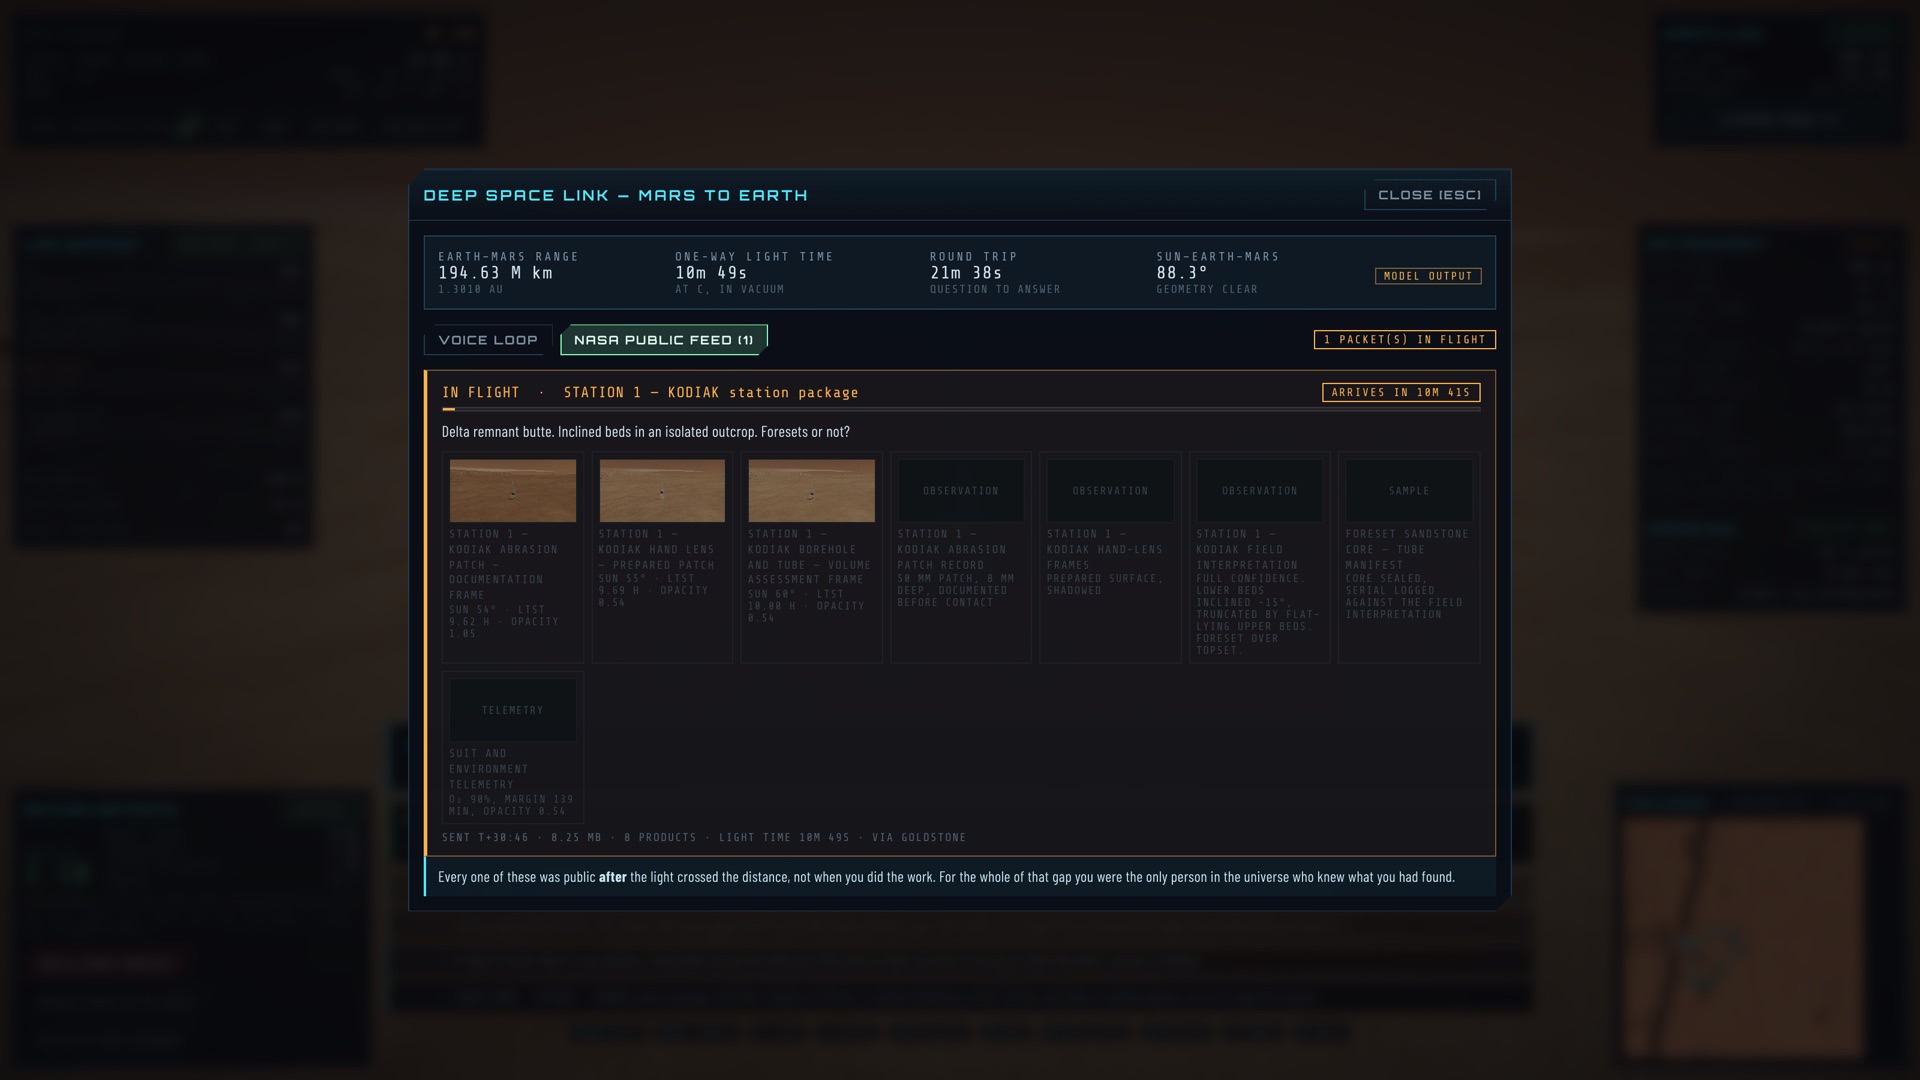 DEEP SPACE LINK — MARS TO EARTH
CLOSE [ESC]
EARTH-MARS RANGE
194.63 M km
1.3010 AU
ONE-WAY LIGHT TIME
10m 49s
AT C, IN VACUUM
ROUND TRIP
21m 38s
QUESTION TO ANSWER
SUN-EARTH-MARS
88.3°
GEOMETRY CLEAR
MODEL OUTPUT
VOICE LOOP
NASA PUBLIC FEED (1)
1 PACKET(S) IN FLIGHT
IN FLIGHT · STATION 1 — KODIAK station package
ARRIVES IN 10M 41S
Delta remnant butte. Inclined beds in an isolated outcrop. Foresets or not?
STATION 1 —
KODIAK ABRASION
PATCH —
DOCUMENTATION
FRAME
SUN 54° · LTST
9.62 H · OPACITY
1.05
STATION 1 —
KODIAK HAND LENS
— PREPARED PATCH
SUN 55° · LTST
9.69 H · OPACITY
0.54
STATION 1 —
KODIAK BOREHOLE
AND TUBE — VOLUME
ASSESSMENT FRAME
SUN 60° · LTST
10.00 H · OPACITY
0.54
OBSERVATION
STATION 1 —
KODIAK ABRASION
PATCH RECORD
50 MM PATCH, 8 MM
DEEP, DOCUMENTED
BEFORE CONTACT
OBSERVATION
STATION 1 —
KODIAK HAND-LENS
FRAMES
PREPARED SURFACE,
SHADOWED
OBSERVATION
STATION 1 —
KODIAK FIELD
INTERPRETATION
FULL CONFIDENCE.
LOWER BEDS
INCLINED ~15°,
TRUNCATED BY FLAT-
LYING UPPER BEDS.
FORESET OVER
TOPSET.
SAMPLE
FORESET SANDSTONE
CORE — TUBE
MANIFEST
CORE SEALED,
SERIAL LOGGED
AGAINST THE FIELD
INTERPRETATION
TELEMETRY
SUIT AND
ENVIRONMENT
TELEMETRY
O₂ 90%, MARGIN 139
MIN, OPACITY 0.54
SENT T+30:46 · 8.25 MB · 8 PRODUCTS · LIGHT TIME 10M 49S · VIA GOLDSTONE
Every one of these was public after the light crossed the distance, not when you did the work. For the whole of that gap you were the only person in the universe who knew what you had found.